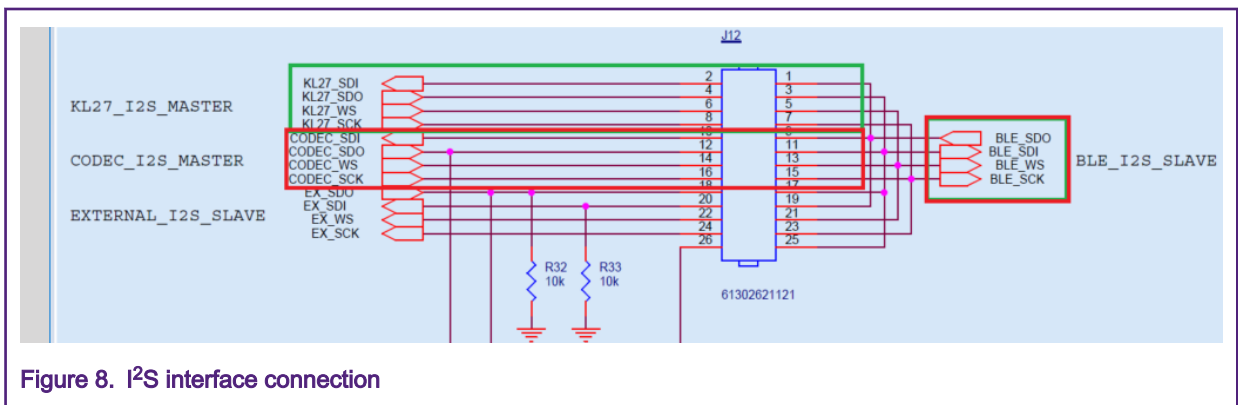 J12
KL27_I2S_MASTER
KL27_SDI 2 1
KL27_SDO 4 3
KL27_WS 6 5
KL27_SCK 8 7
CODEC_I2S_MASTER
CODEC_SDI 10 9 BLE_SDO
CODEC_SDO 12 11 BLE_SDI
CODEC_WS 14 13 BLE_WS
CODEC_SCK 16 15 BLE_SCK
BLE_I2S_SLAVE
EXTERNAL_I2S_SLAVE
EX_SDO 18 17
EX_SDI 20 19
EX_WS 22 21
EX_SCK 24 23
26 25
R32 R33
10k 10k
61302621121
Figure 8. I²S interface connection